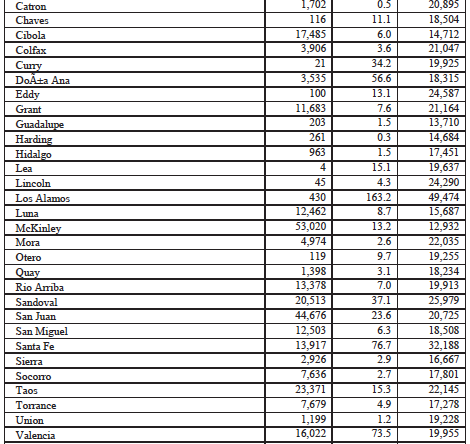 Catron 1,702 0.5 20,895
Chaves 116 11.1 18,504
Cibola 17,485 6.0 14,712
Colfax 3,906 3.6 21,047
Curry 21 34.2 19,925
DoÃ±a Ana 3,535 56.6 18,315
Eddy 100 13.1 24,587
Grant 11,683 7.6 21,164
Guadalupe 203 1.5 13,710
Harding 261 0.3 14,684
Hidalgo 963 1.5 17,451
Lea 4 15.1 19,637
Lincoln 45 4.3 24,290
Los Alamos 430 163.2 49,474
Luna 12,462 8.7 15,687
McKinley 53,020 13.2 12,932
Mora 4,974 2.6 22,035
Otero 119 9.7 19,255
Quay 1,398 3.1 18,234
Rio Arriba 13,378 7.0 19,913
Sandoval 20,513 37.1 25,979
San Juan 44,676 23.6 20,725
San Miguel 12,503 6.3 18,508
Santa Fe 13,917 76.7 32,188
Sierra 2,926 2.9 16,667
Socorro 7,636 2.7 17,801
Taos 23,371 15.3 22,145
Torrance 7,679 4.9 17,278
Union 1,199 1.2 19,228
Valencia 16,022 73.5 19,955